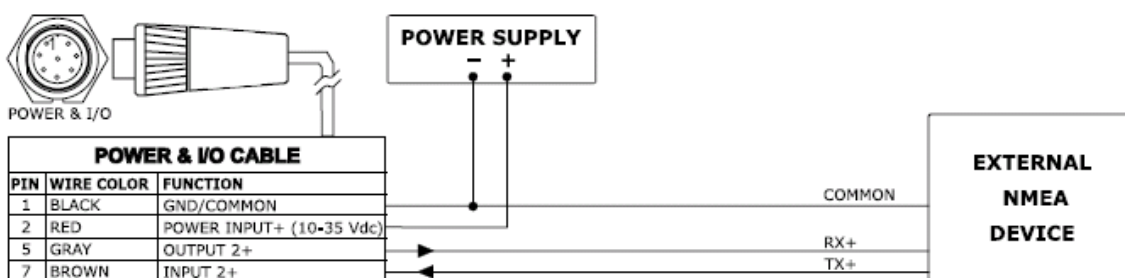 1
POWER & I/O
POWER SUPPLY
- +
POWER & I/O CABLE
PIN WIRE COLOR FUNCTION
1 BLACK GND/COMMON
2 RED POWER INPUT+ (10-35 Vdc)
5 GRAY OUTPUT 2+
7 BROWN INPUT 2+
COMMON
RX+
TX+
EXTERNAL
NMEA
DEVICE